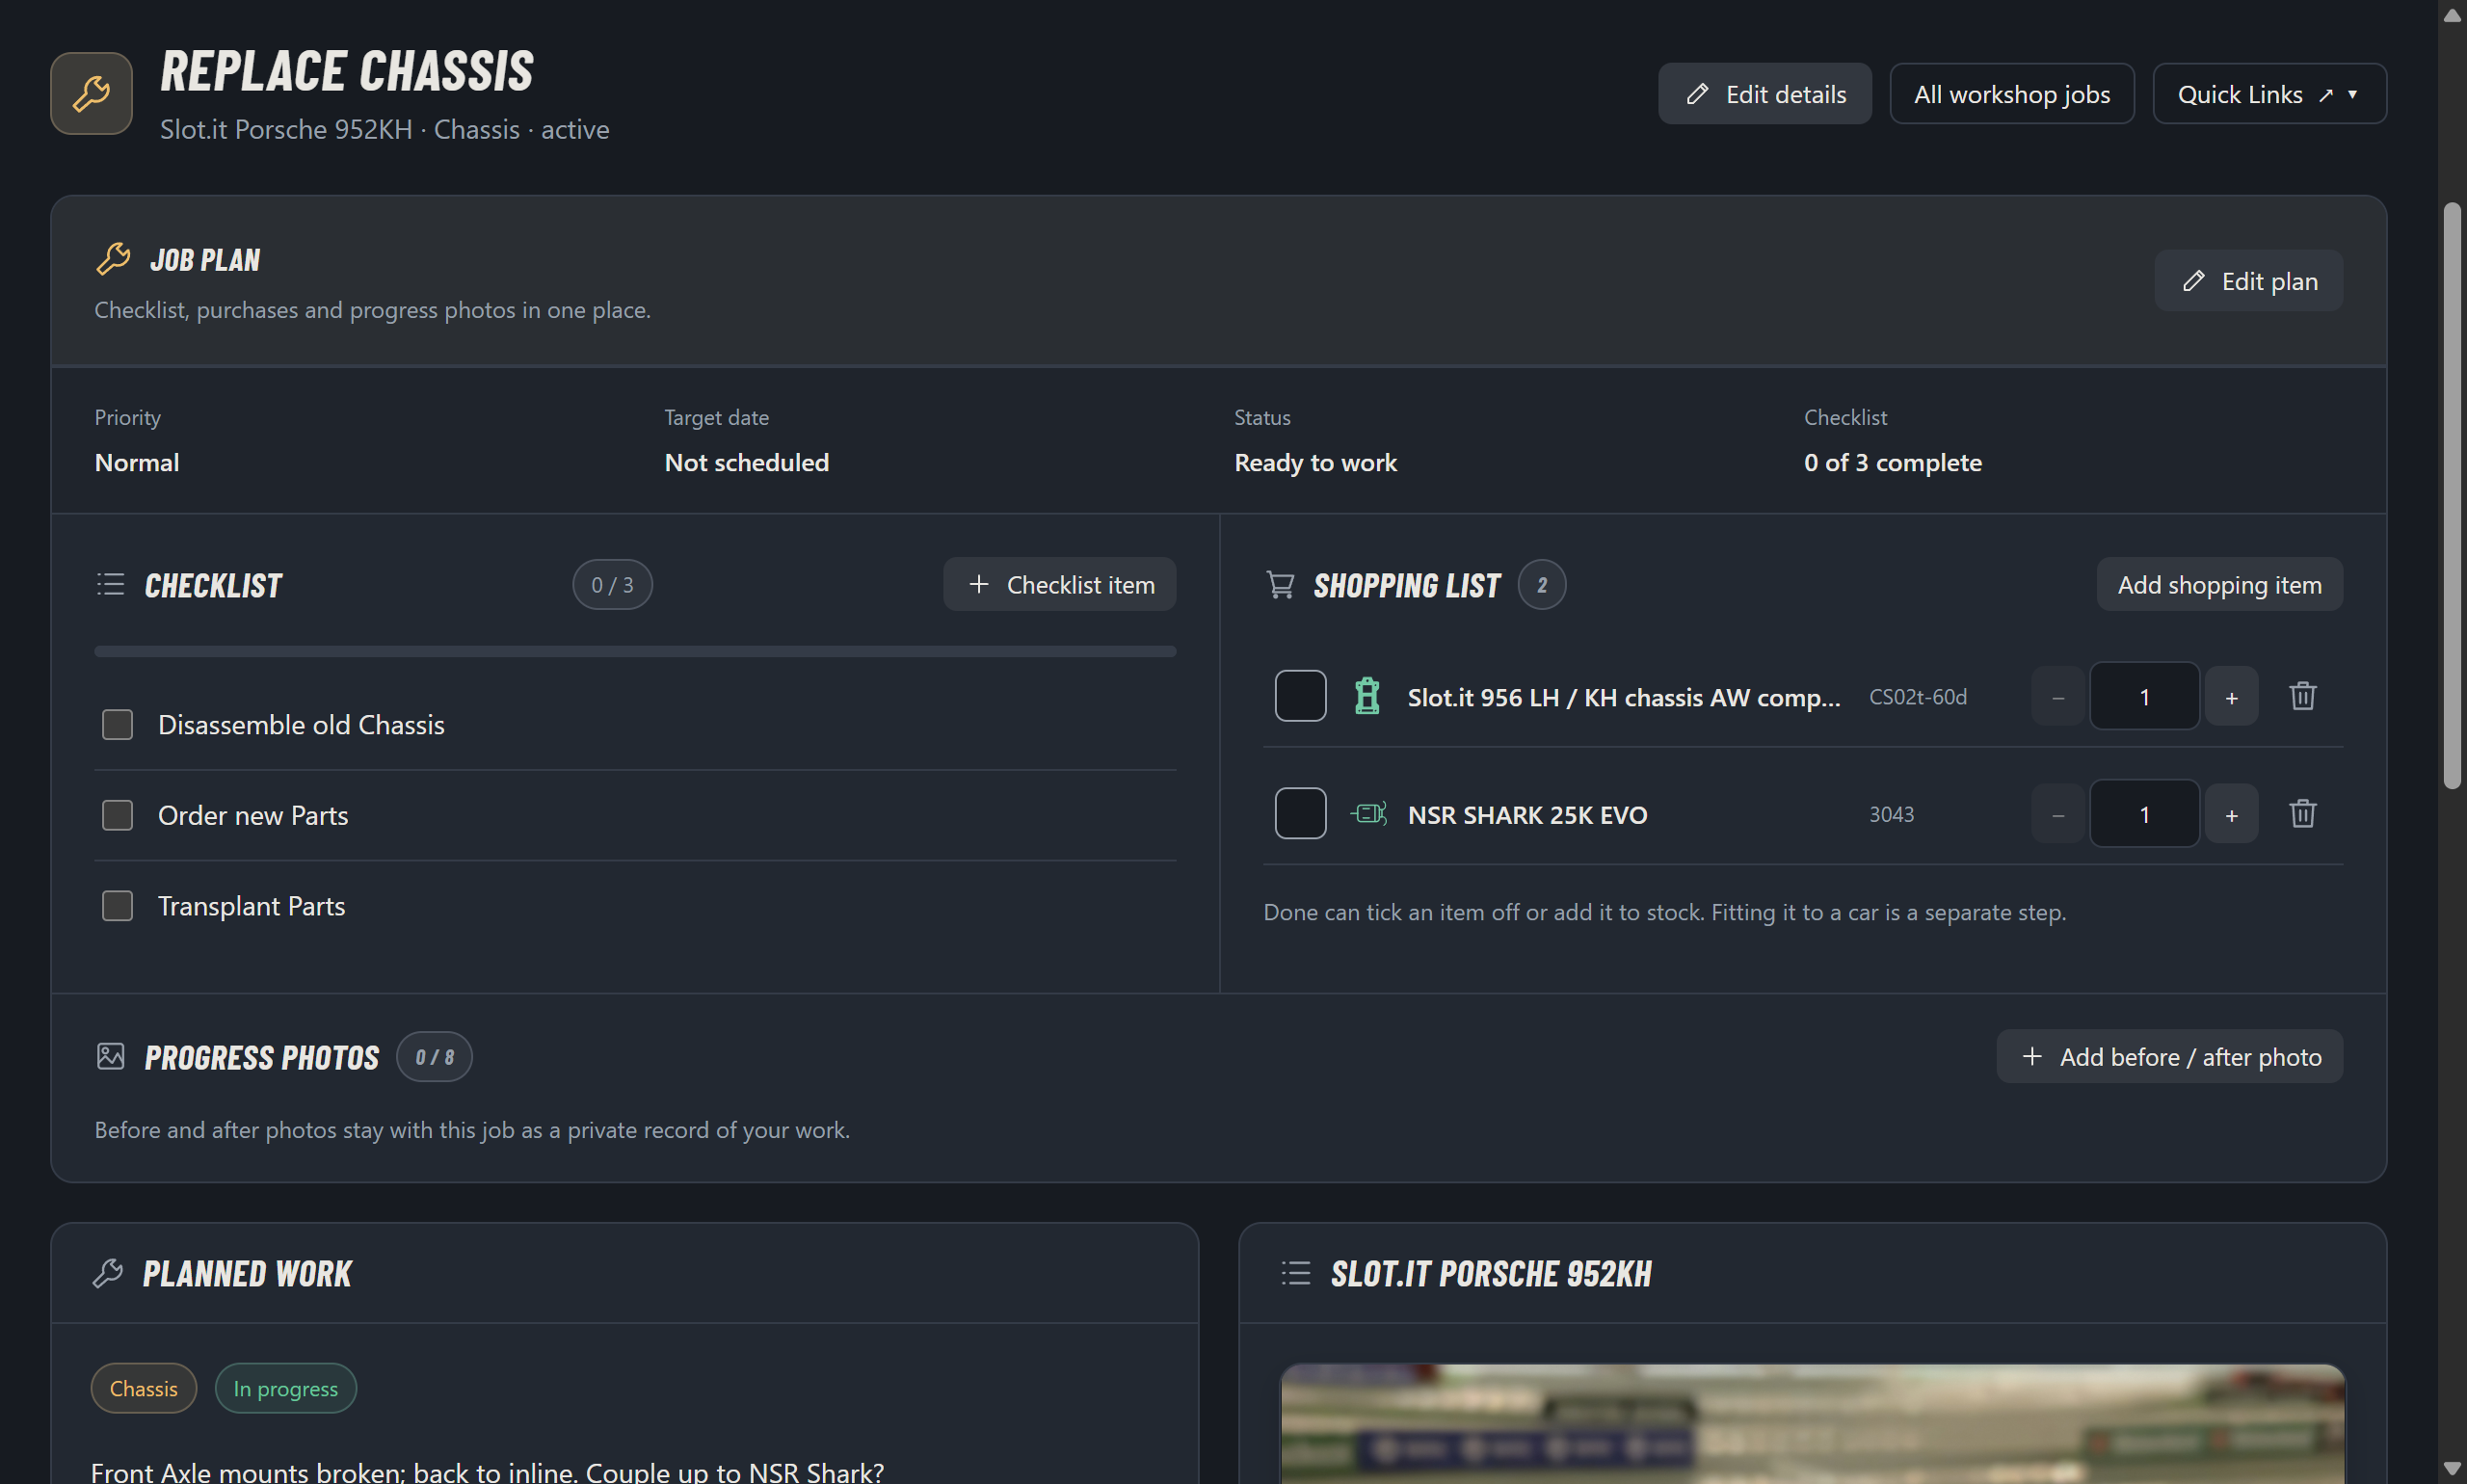 REPLACE CHASSIS
Slot.it Porsche 952KH · Chassis · active
Edit details
All workshop jobs
Quick Links ↗ ▼
JOB PLAN
Checklist, purchases and progress photos in one place.
Edit plan
Priority
Normal
Target date
Not scheduled
Status
Ready to work
Checklist
0 of 3 complete
CHECKLIST
0 / 3
+ Checklist item
Disassemble old Chassis
Order new Parts
Transplant Parts
SHOPPING LIST
2
Add shopping item
Slot.it 956 LH / KH chassis AW comp... CS02t-60d − 1 +
NSR SHARK 25K EVO 3043 − 1 +
Done can tick an item off or add it to stock. Fitting it to a car is a separate step.
PROGRESS PHOTOS
0 / 8
+ Add before / after photo
Before and after photos stay with this job as a private record of your work.
PLANNED WORK
Chassis
In progress
Front Axle mounts broken; back to inline. Couple up to NSR Shark?
SLOT.IT PORSCHE 952KH